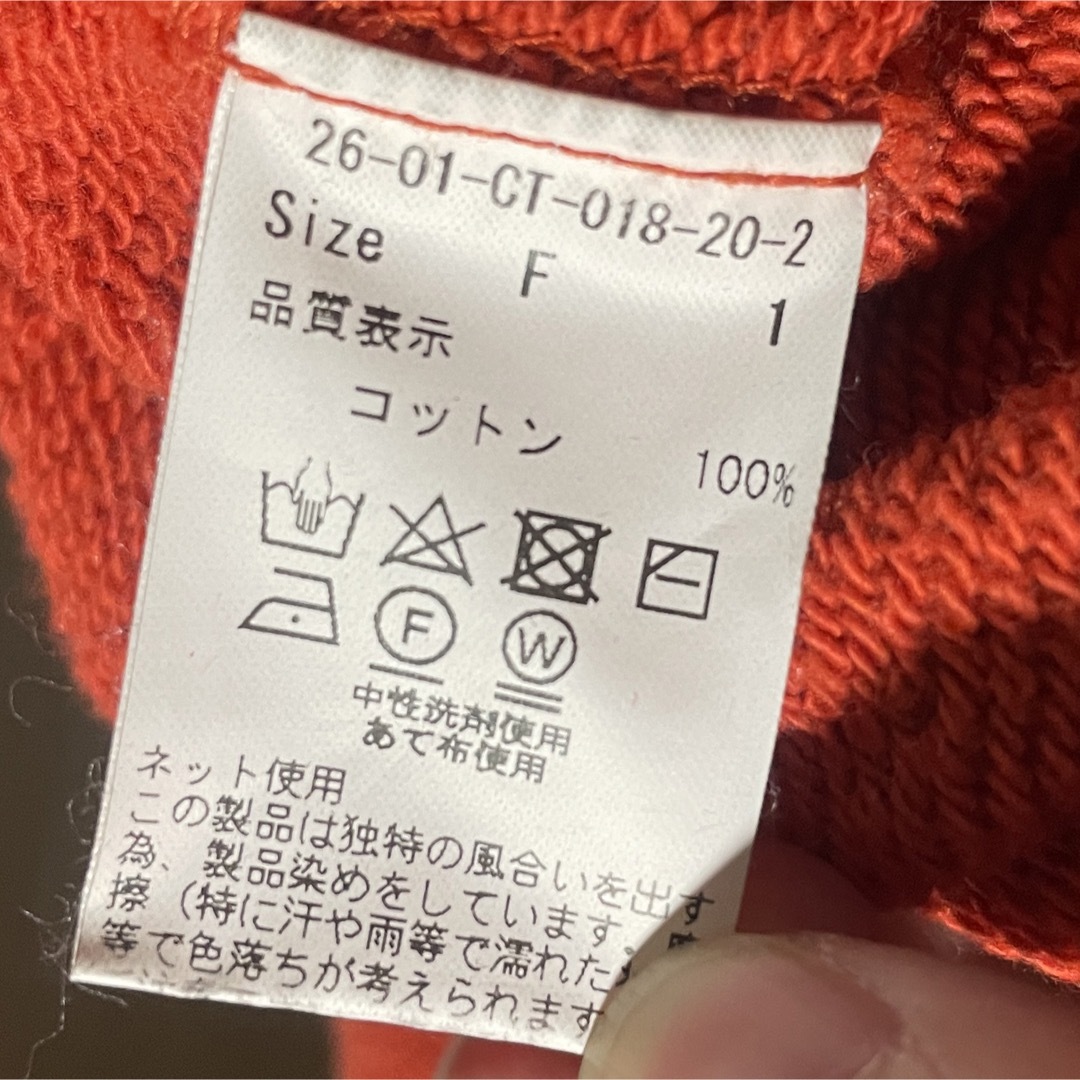 26-01-CT-018-20-2
Size F 1
品質表示
コットン 100%
F
W
中性洗剤使用
あて布使用
ネット使用
この製品は独特の風合いを出す
為、製品染めをしています。
擦（特に汗や雨等で濡れた
等で色落ちが考えられます